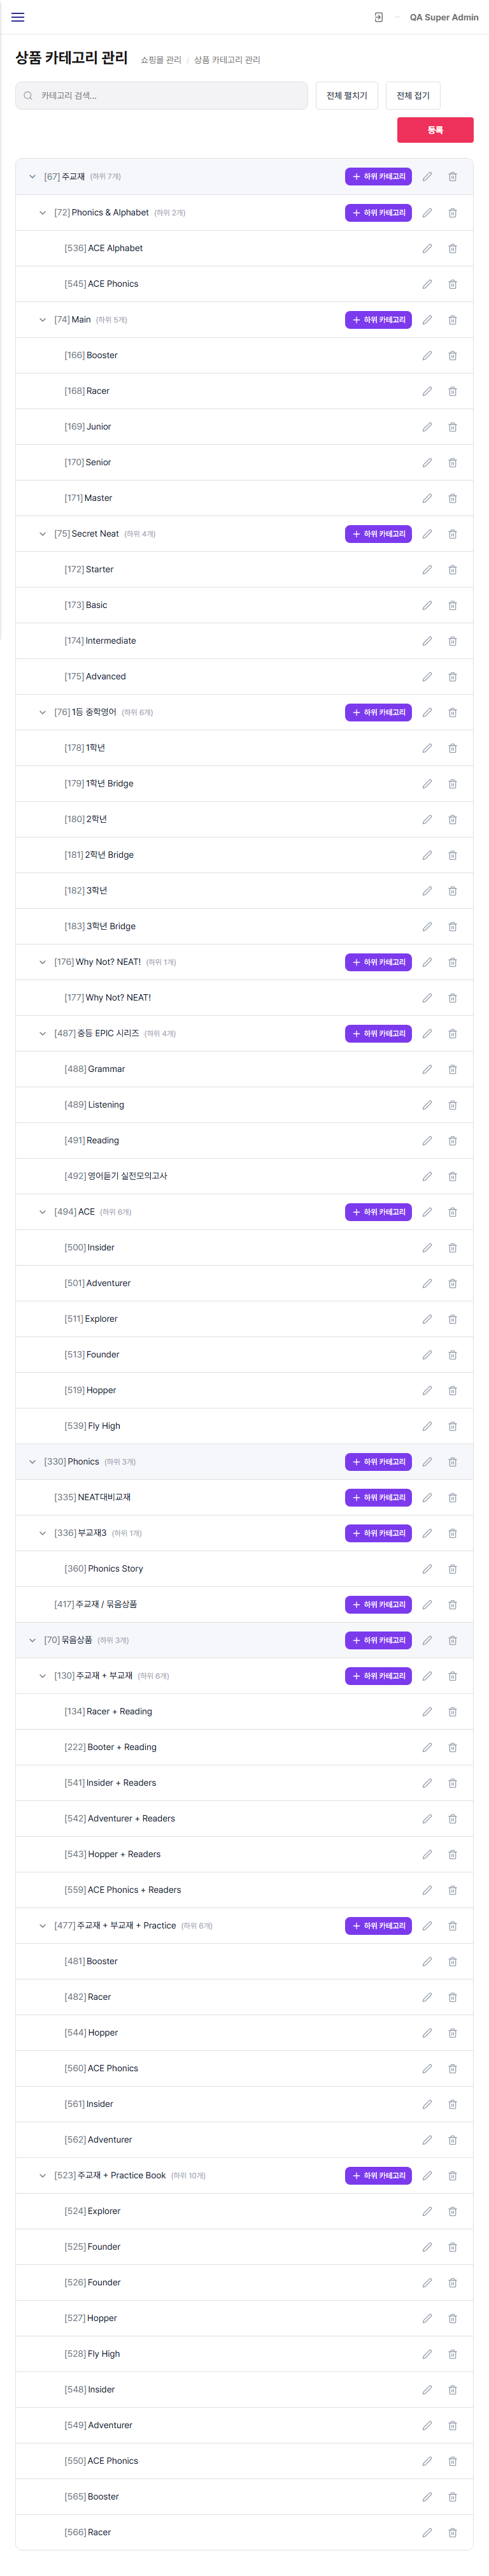 QA Super Admin
상품 카테고리 관리 쇼핑몰 관리 / 상품 카테고리 관리
카테고리 검색... 전체 펼치기 전체 접기
등록
[67] 주교재 (하위 7개) + 하위 카테고리
[72] Phonics & Alphabet (하위 2개) + 하위 카테고리
[536] ACE Alphabet
[545] ACE Phonics
[74] Main (하위 5개) + 하위 카테고리
[166] Booster
[168] Racer
[169] Junior
[170] Senior
[171] Master
[75] Secret Neat (하위 4개) + 하위 카테고리
[172] Starter
[173] Basic
[174] Intermediate
[175] Advanced
[76] 1등 중학영어 (하위 6개) + 하위 카테고리
[178] 1학년
[179] 1학년 Bridge
[180] 2학년
[181] 2학년 Bridge
[182] 3학년
[183] 3학년 Bridge
[176] Why Not? NEAT! (하위 1개) + 하위 카테고리
[177] Why Not? NEAT!
[487] 중등 EPIC 시리즈 (하위 4개) + 하위 카테고리
[488] Grammar
[489] Listening
[491] Reading
[492] 영어듣기 실전모의고사
[494] ACE (하위 6개) + 하위 카테고리
[500] Insider
[501] Adventurer
[511] Explorer
[513] Founder
[519] Hopper
[539] Fly High
[330] Phonics (하위 3개) + 하위 카테고리
[335] NEAT대비교재 + 하위 카테고리
[336] 부교재3 (하위 1개) + 하위 카테고리
[360] Phonics Story
[417] 주교재 / 묶음상품 + 하위 카테고리
[70] 묶음상품 (하위 3개) + 하위 카테고리
[130] 주교재 + 부교재 (하위 6개) + 하위 카테고리
[134] Racer + Reading
[222] Booter + Reading
[541] Insider + Readers
[542] Adventurer + Readers
[543] Hopper + Readers
[559] ACE Phonics + Readers
[477] 주교재 + 부교재 + Practice (하위 6개) + 하위 카테고리
[481] Booster
[482] Racer
[544] Hopper
[560] ACE Phonics
[561] Insider
[562] Adventurer
[523] 주교재 + Practice Book (하위 10개) + 하위 카테고리
[524] Explorer
[525] Founder
[526] Founder
[527] Hopper
[528] Fly High
[548] Insider
[549] Adventurer
[550] ACE Phonics
[565] Booster
[566] Racer